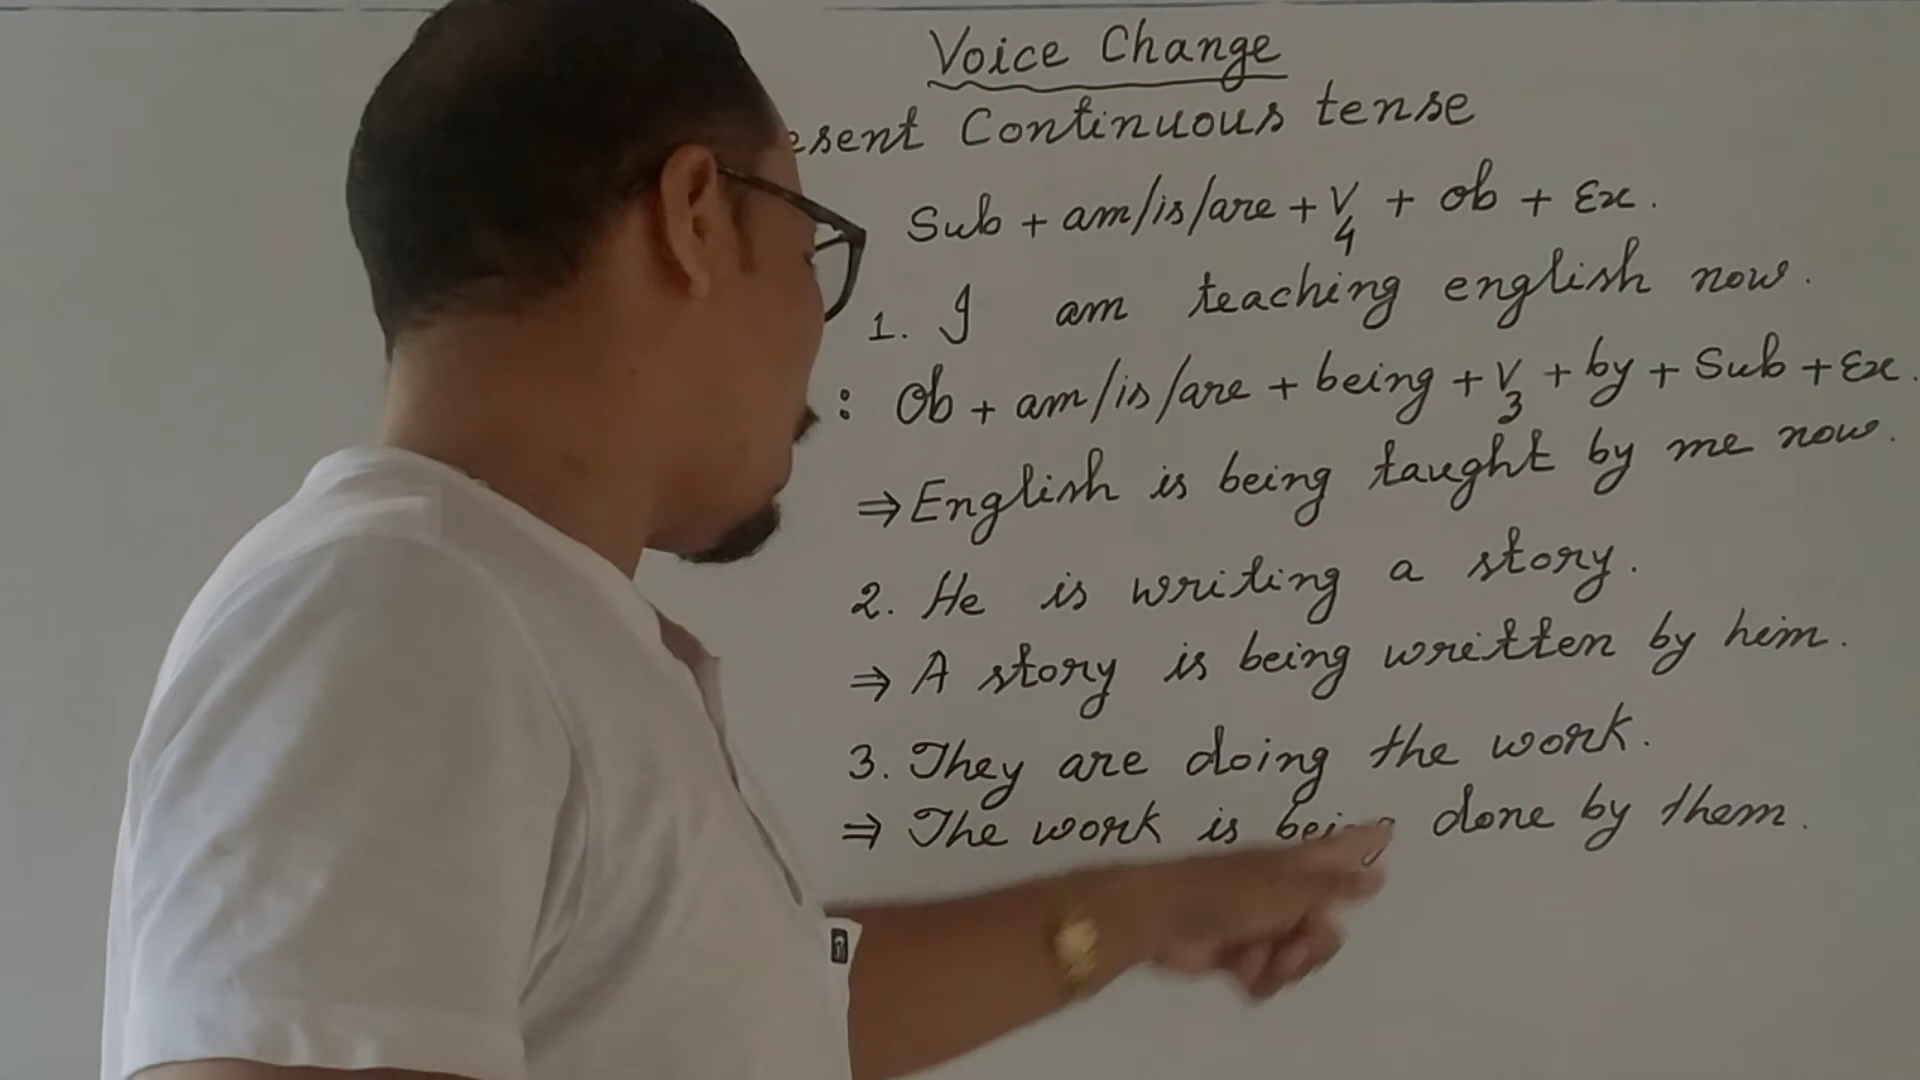 Voice Change
esent Continuous tense
Sub + am/is/are + V4 + ob + Ex.
1. I am teaching english now.
: Ob + am/is/are + being + V3 + by + Sub + Ex.
⇒ English is being taught by me now.
2. He is writing a story.
⇒ A story is being written by him.
3. They are doing the work.
⇒ The work is being done by them.